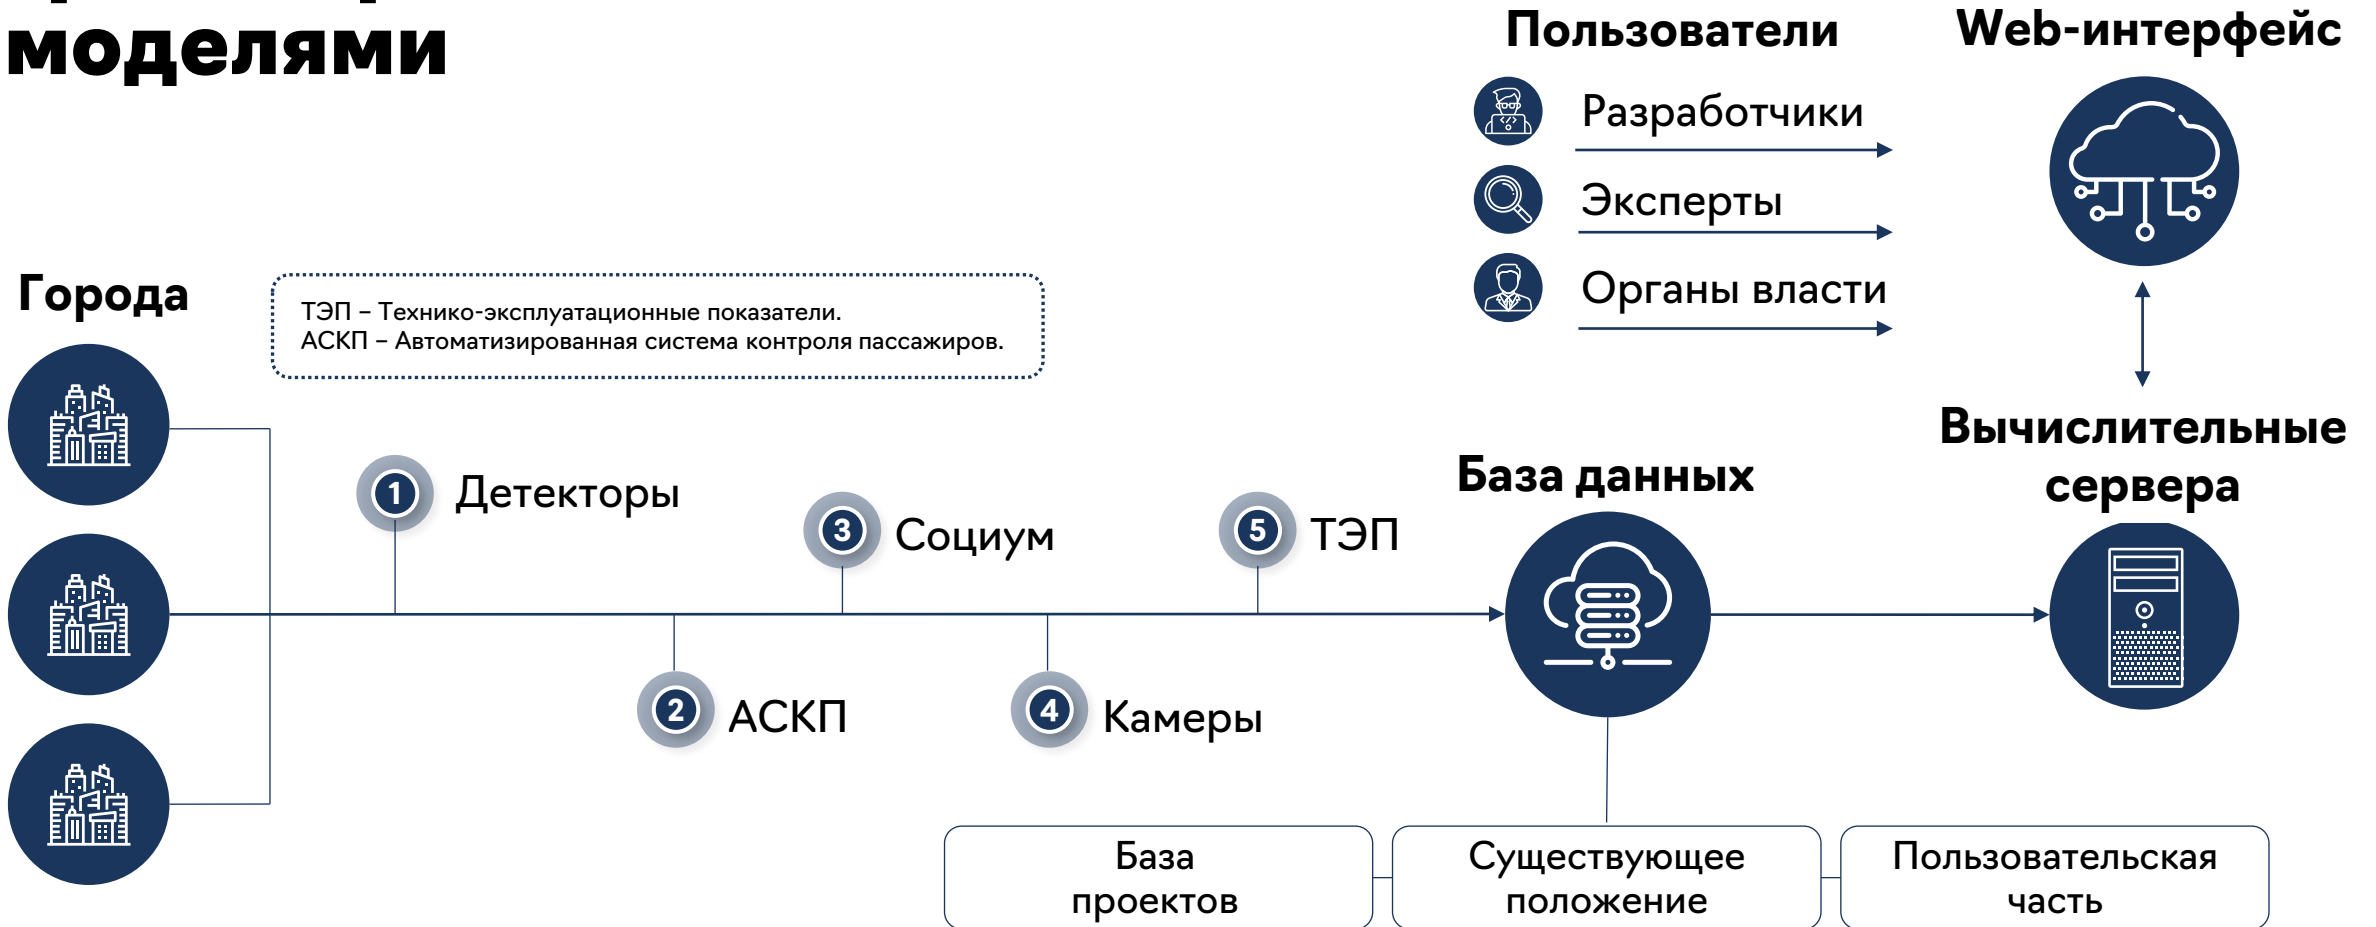 моделями
Пользователи
Разработчики
Эксперты
Органы власти
Web-интерфейс
Города
ТЭП – Технико-эксплуатационные показатели.
АСКП – Автоматизированная система контроля пассажиров.
1 Детекторы
2 АСКП
3 Социум
4 Камеры
5 ТЭП
База данных
Вычислительные
сервера
База
проектов
Существующее
положение
Пользовательская
часть